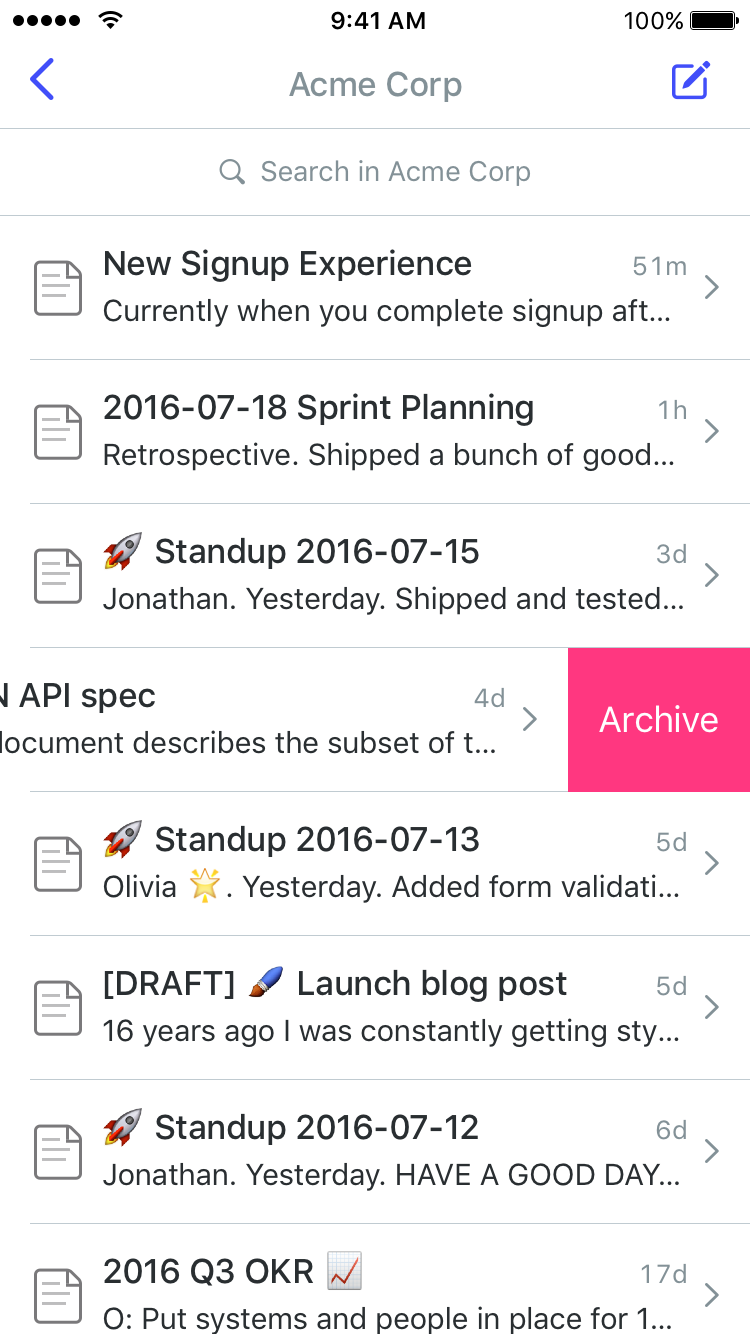 9:41 AM 100%
Acme Corp
Search in Acme Corp
New Signup Experience 51m
Currently when you complete signup aft...
2016-07-18 Sprint Planning 1h
Retrospective. Shipped a bunch of good...
🚀 Standup 2016-07-15 3d
Jonathan. Yesterday. Shipped and tested...
API spec 4d
document describes the subset of t...
Archive
🚀 Standup 2016-07-13 5d
Olivia 🌟. Yesterday. Added form validati...
[DRAFT] 🖌️ Launch blog post 5d
16 years ago I was constantly getting sty...
🚀 Standup 2016-07-12 6d
Jonathan. Yesterday. HAVE A GOOD DAY...
2016 Q3 OKR 📈 17d
O: Put systems and people in place for 1...